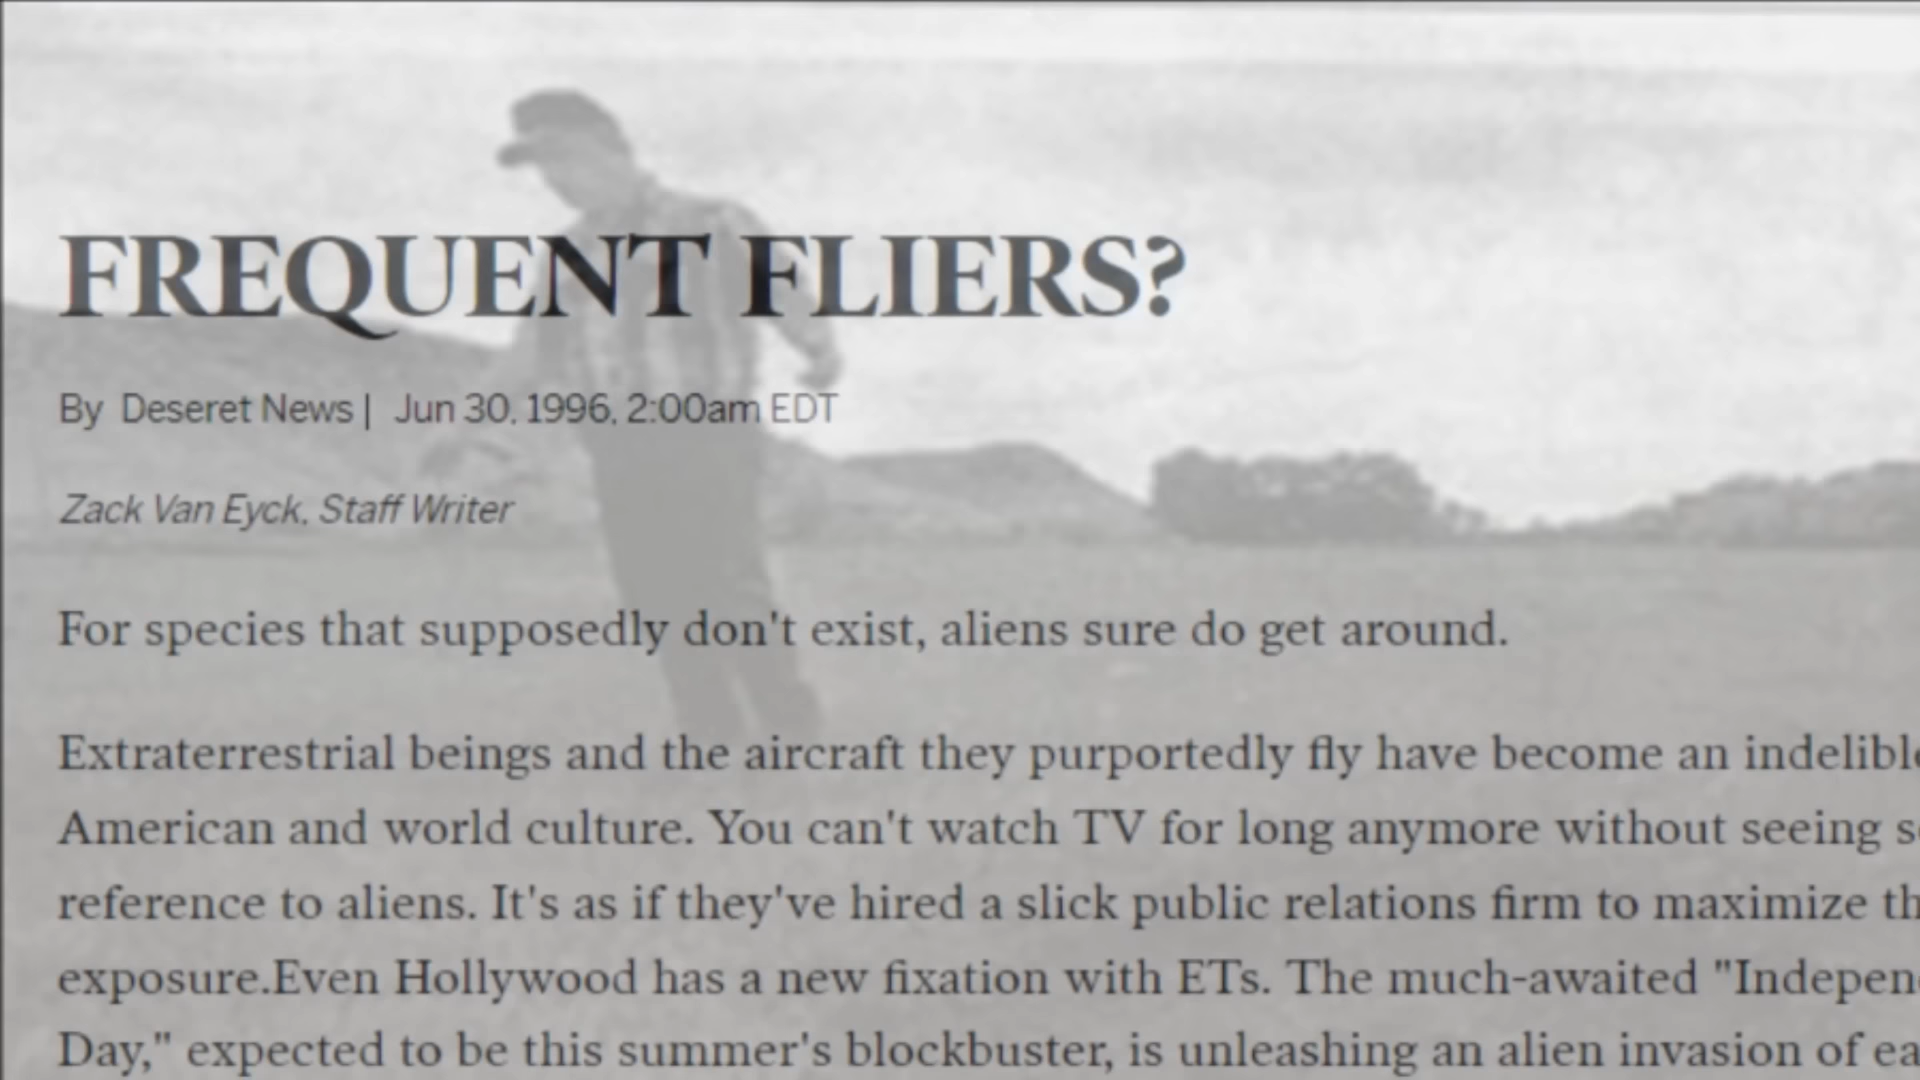 FREQUENT FLIERS?
By Deseret News | Jun 30, 1996, 2:00am EDT
Zack Van Eyck, Staff Writer
For species that supposedly don't exist, aliens sure do get around.
Extraterrestrial beings and the aircraft they purportedly fly have become an
American and world culture. You can't watch TV for long anymore without seeing
reference to aliens. It's as if they've hired a slick public relations firm to maximize
exposure.Even Hollywood has a new fixation with ETs. The much-awaited
Day," expected to be this summer's blockbuster, is unleashing an alien invasion of